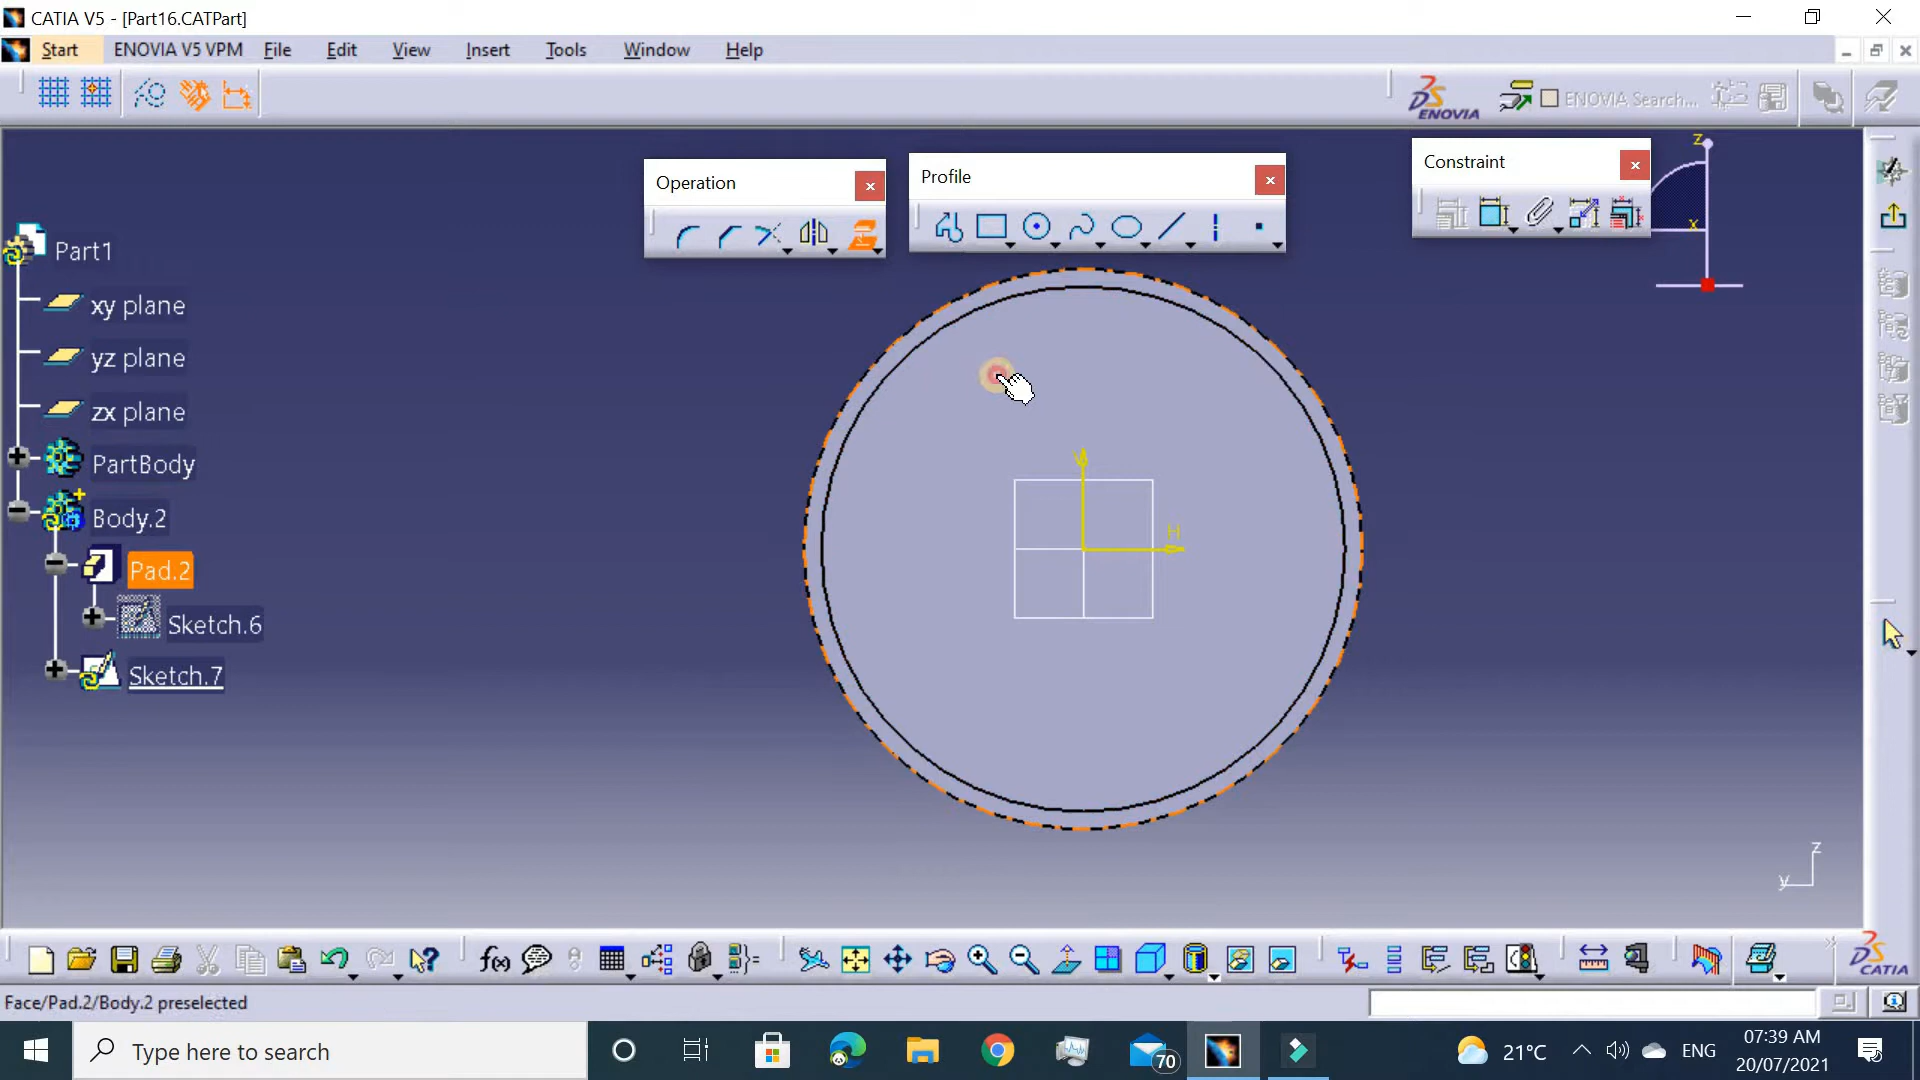 CATIA V5 - [Part16.CATPart]
Start ENOVIA V5 VPM File Edit View Insert Tools Window Help
ENOVIA ENOVIA Search...
Operation
Profile
Constraint
z
x
Part1
xy plane
yz plane
zx plane
PartBody
Body.2
Pad.2
Sketch.6
Sketch.7
V
H
z
y
f(x)
CATIA
Face/Pad.2/Body.2 preselected
Type here to search
70
21°C
ENG
07:39 AM
20/07/2021